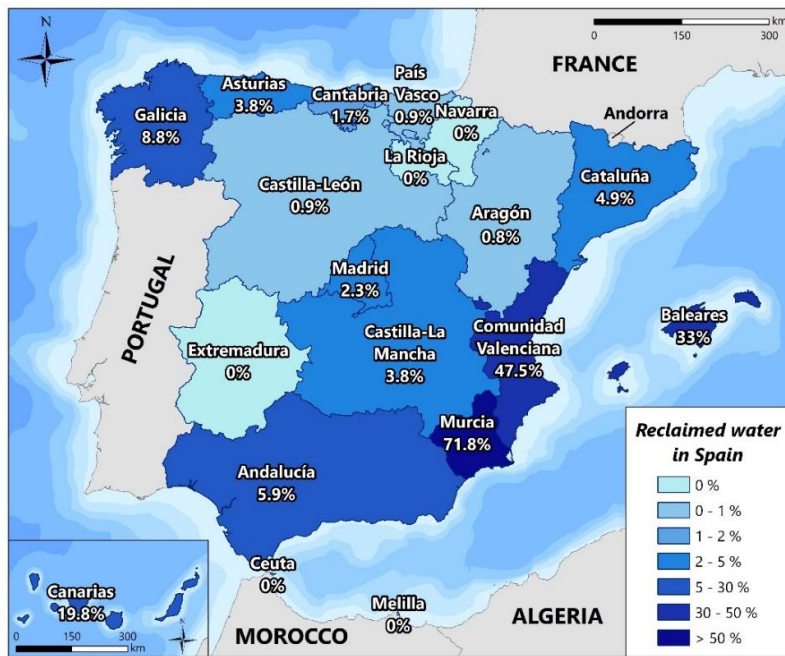 N
0 150 300
km
FRANCE
País
Vasco
0.9%
Asturias
3.8%
Cantabria
1.7%
Navarra
0%
Andorra
Galicia
8.8%
La Rioja
0%
Cataluña
4.9%
Castilla-León
0.9%
Aragón
0.8%
Madrid
2.3%
PORTUGAL
Baleares
33%
Comunidad
Valenciana
47.5%
Castilla-La
Mancha
3.8%
Extremadura
0%
Murcia
71.8%
Andalucía
5.9%
Reclaimed water
in Spain
0 %
0 - 1 %
1 - 2 %
2 - 5 %
5 - 30 %
30 - 50 %
> 50 %
Ceuta
0%
Canarias
19.8%
0 150 300
km
N
Melilla
0%
MOROCCO
ALGERIA